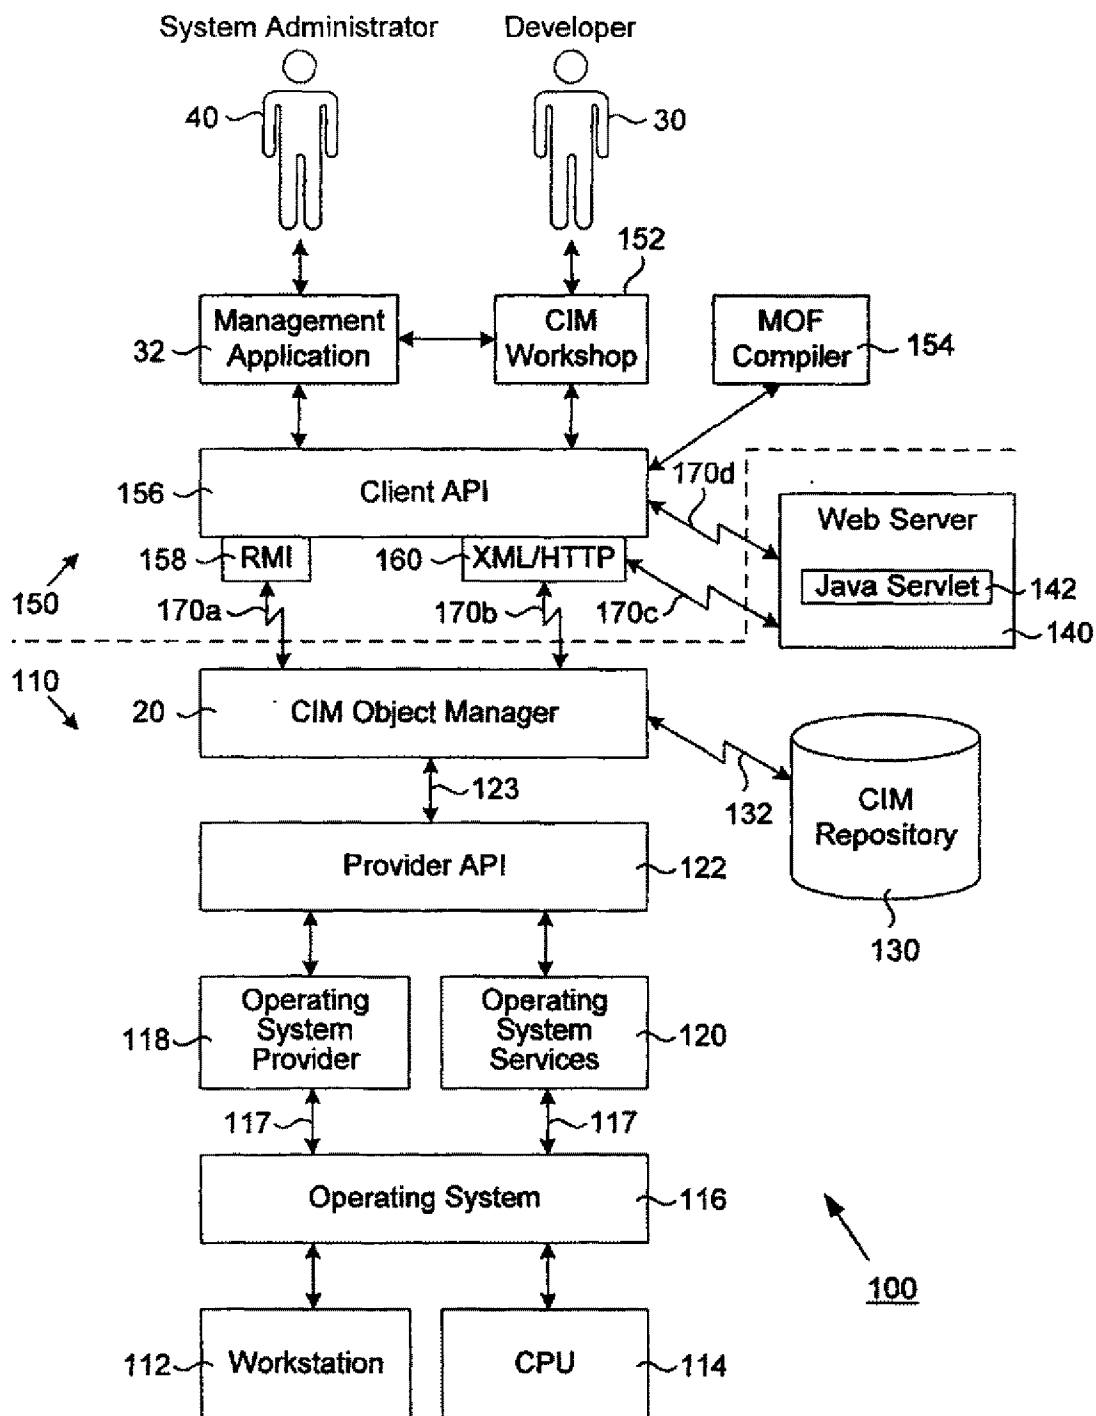 System Administrator
Developer
40
30
152
Management
Application
32
CIM
Workshop
MOF
Compiler
154
156
Client API
170d
Web Server
158
RMI
160
XML/HTTP
Java Servlet
142
150
170a
170b
170c
140
110
20
CIM Object Manager
123
132
CIM
Repository
Provider API
122
130
118
Operating
System
Provider
Operating
System
Services
120
117
117
Operating System
116
100
112
Workstation
CPU
114